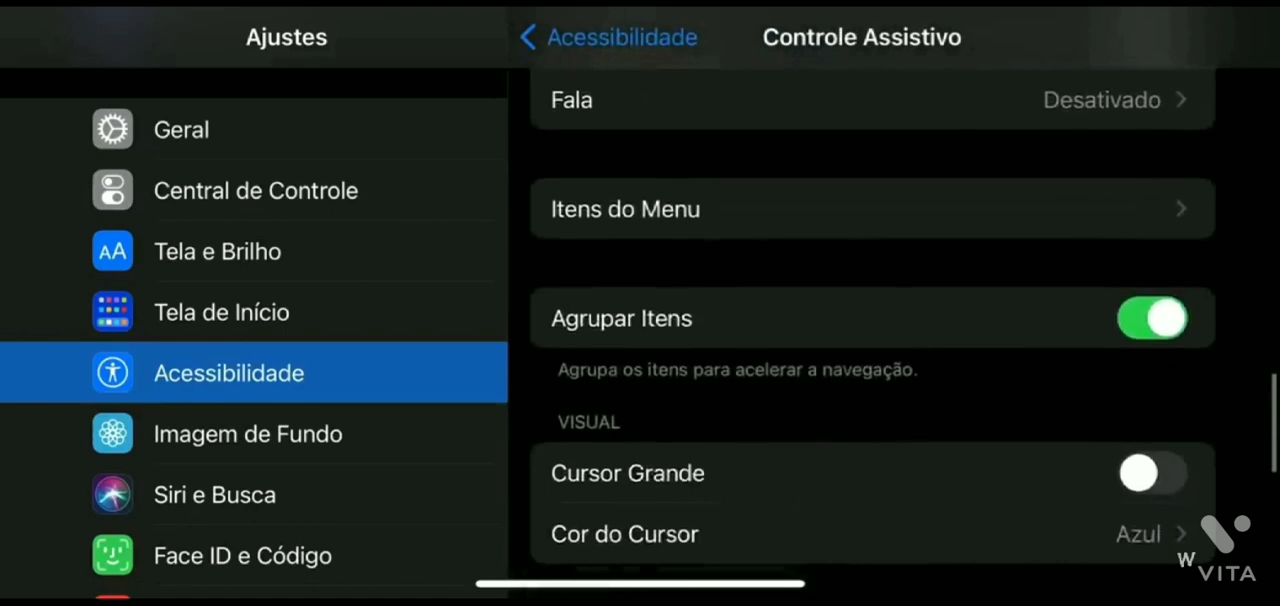 Ajustes
Geral
Central de Controle
Tela e Brilho
Tela de Início
Acessibilidade
Imagem de Fundo
Siri e Busca
Face ID e Código
Acessibilidade
Controle Assistivo
Fala
Desativado
Itens do Menu
Agrupar Itens
Agrupa os itens para acelerar a navegação.
VISUAL
Cursor Grande
Cor do Cursor
Azul
W
VITA